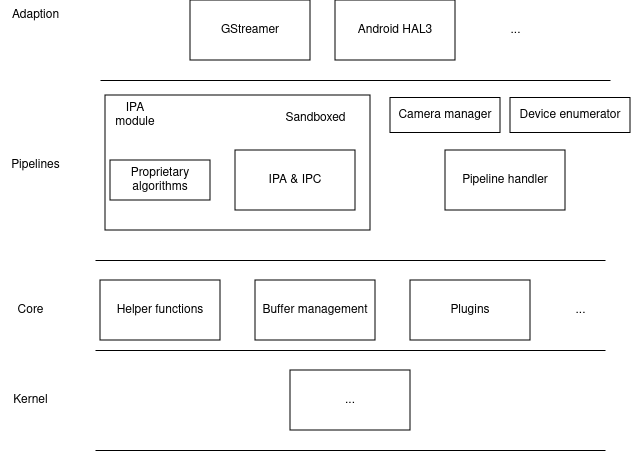 Adaption
GStreamer
Android HAL3
...
IPA
module
Sandboxed
Camera manager
Device enumerator
Pipelines
Proprietary
algorithms
IPA & IPC
Pipeline handler
Core
Helper functions
Buffer management
Plugins
...
Kernel
...